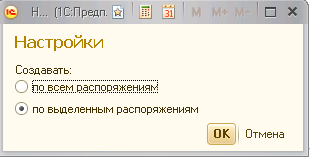 Н... (1С:Предп. M M+ M-
Настройки
Создавать:
по всем распоряжениям
по выделенным распоряжениям
OK Отмена